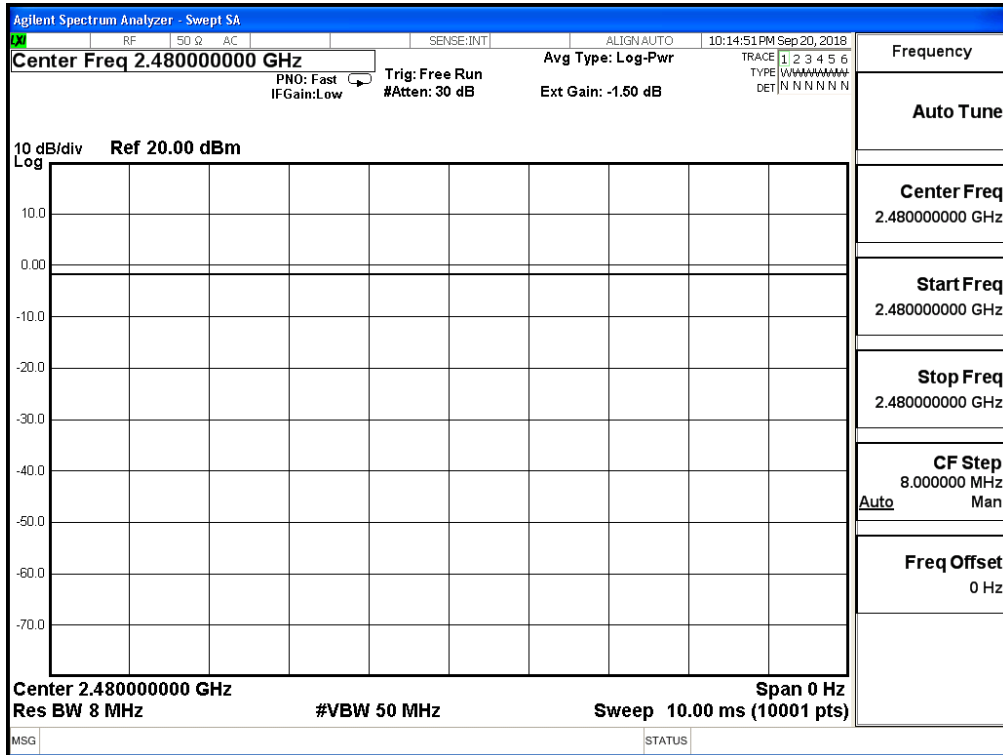 Agilent Spectrum Analyzer - Swept SA
LXI RF 50 Ω AC SENSE:INT ALIGN AUTO 10:14:51 PM Sep 20, 2018
Center Freq 2.480000000 GHz
PNO: Fast
IFGain:Low
Trig: Free Run
#Atten: 30 dB
Avg Type: Log-Pwr
Ext Gain: -1.50 dB
TRACE 1 2 3 4 5 6
TYPE WWWWWW
DET N N N N N N
10 dB/div Ref 20.00 dBm
Log
10.0
0.00
-10.0
-20.0
-30.0
-40.0
-50.0
-60.0
-70.0
Center 2.480000000 GHz Span 0 Hz
Res BW 8 MHz #VBW 50 MHz Sweep 10.00 ms (10001 pts)
MSG STATUS
Frequency
Auto Tune
Center Freq
2.480000000 GHz
Start Freq
2.480000000 GHz
Stop Freq
2.480000000 GHz
CF Step
8.000000 MHz
Auto Man
Freq Offset
0 Hz